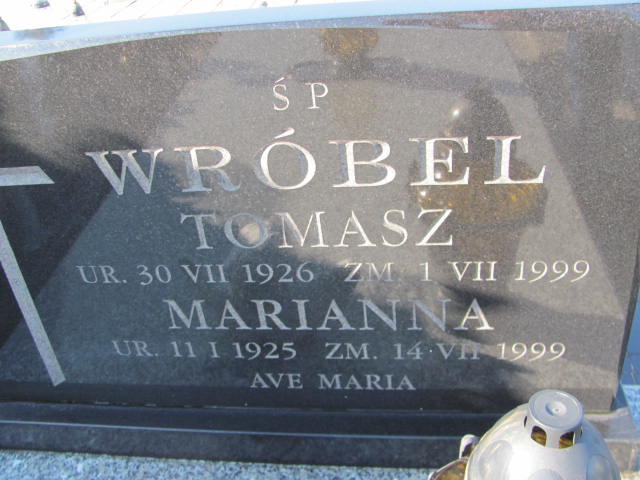 ŚP
WRÓBEL
TOMASZ
UR. 30 VII 1926 ZM. 1 VII 1999
MARIANNA
UR. 11 I 1925 ZM. 14 VII 1999
AVE MARIA